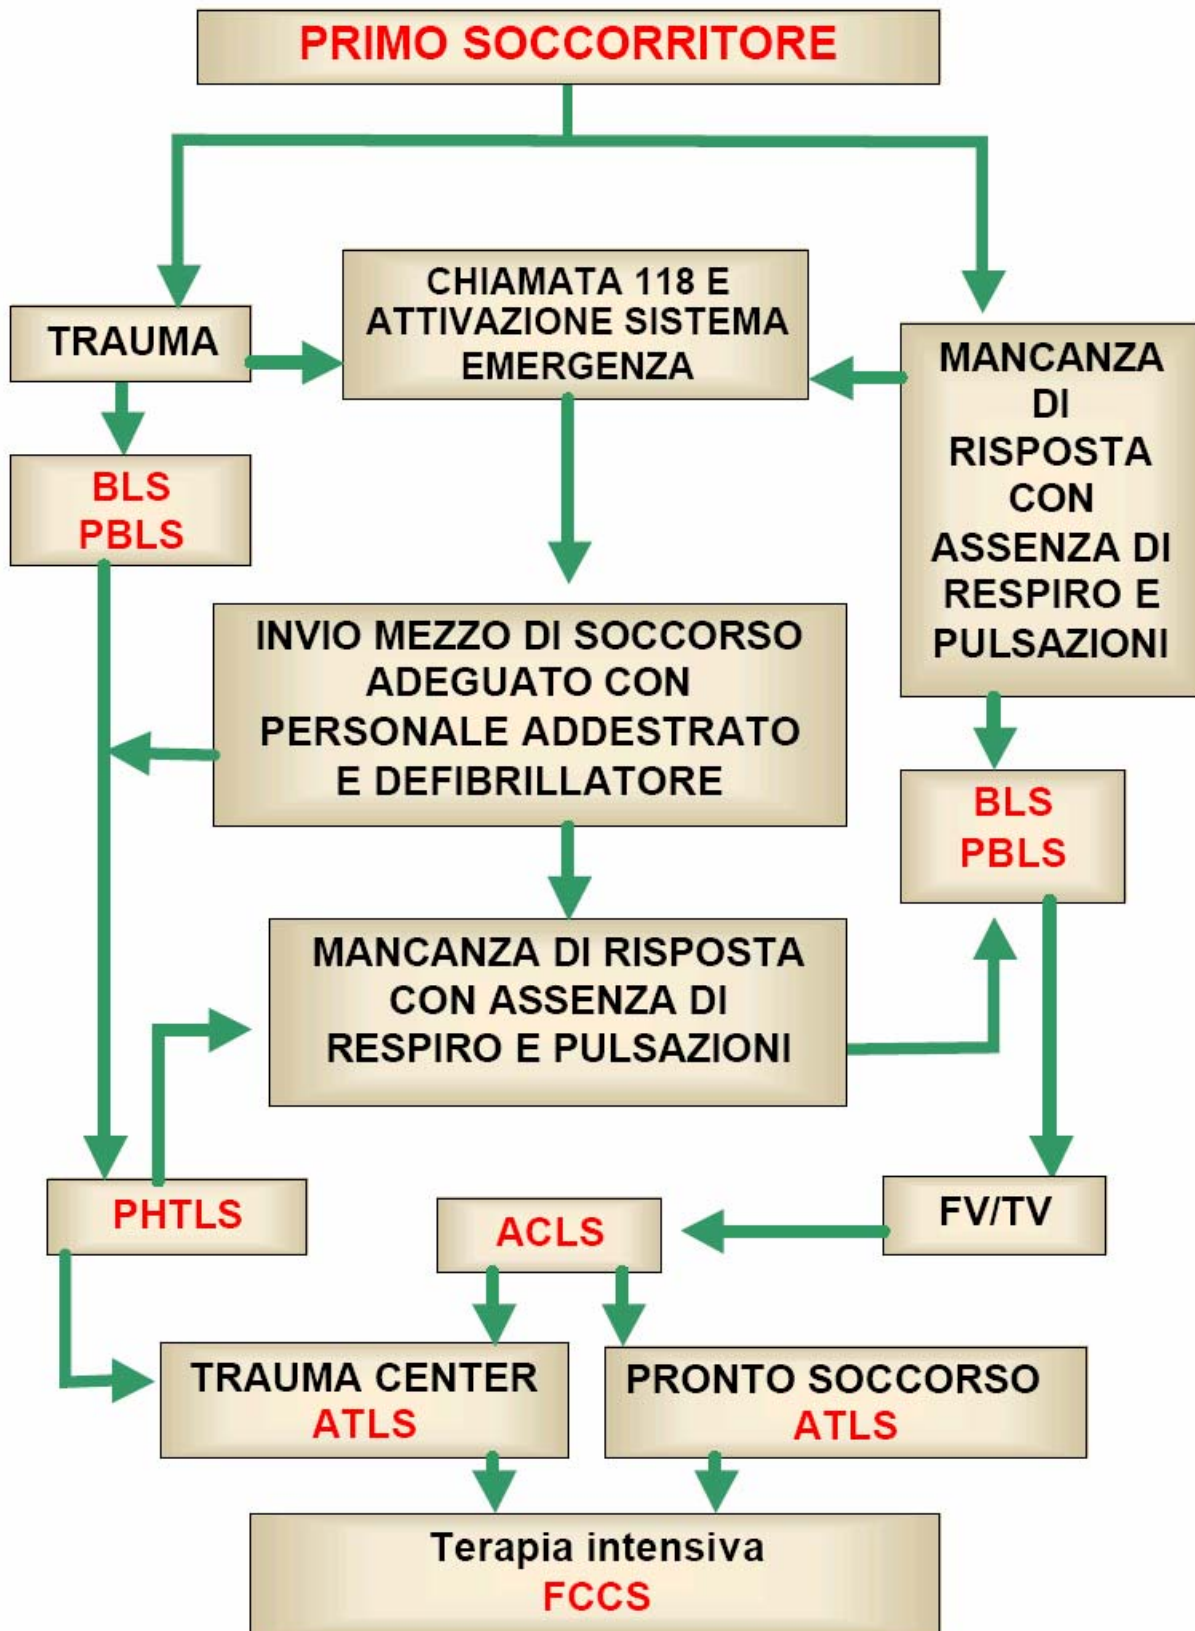 PRIMO SOCCORRITORE
TRAUMA
CHIAMATA 118 E
ATTIVAZIONE SISTEMA
EMERGENZA
MANCANZA
DI
RISPOSTA
CON
ASSENZA DI
RESPIRO E
PULSAZIONI
BLS
PBLS
INVIO MEZZO DI SOCCORSO
ADEGUATO CON
PERSONALE ADDESTRATO
E DEFIBRILLATORE
BLS
PBLS
MANCANZA DI RISPOSTA
CON ASSENZA DI
RESPIRO E PULSAZIONI
PHTLS
ACLS
FV/TV
TRAUMA CENTER
ATLS
PRONTO SOCCORSO
ATLS
Terapia intensiva
FCCS